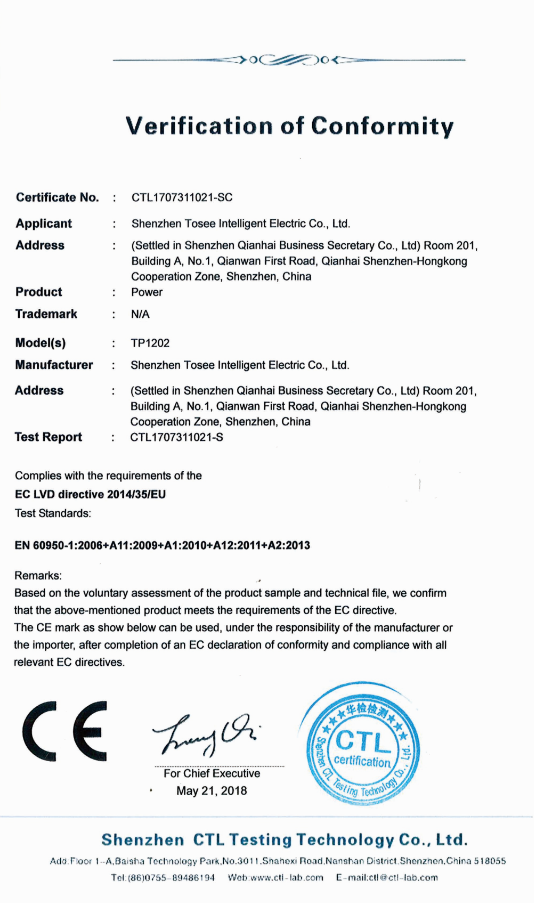 Verification of Conformity
Certificate No. : CTL1707311021-SC
Applicant : Shenzhen Tosee Intelligent Electric Co., Ltd.
Address : (Settled in Shenzhen Qianhai Business Secretary Co., Ltd) Room 201,
Building A, No.1, Qianwan First Road, Qianhai Shenzhen-Hongkong
Cooperation Zone, Shenzhen, China
Product : Power
Trademark : N/A
Model(s) : TP1202
Manufacturer : Shenzhen Tosee Intelligent Electric Co., Ltd.
Address : (Settled in Shenzhen Qianhai Business Secretary Co., Ltd) Room 201,
Building A, No.1, Qianwan First Road, Qianhai Shenzhen-Hongkong
Cooperation Zone, Shenzhen, China
Test Report : CTL1707311021-S
Complies with the requirements of the
EC LVD directive 2014/35/EU
Test Standards:
EN 60950-1:2006+A11:2009+A1:2010+A12:2011+A2:2013
Remarks:
Based on the voluntary assessment of the product sample and technical file, we confirm
that the above-mentioned product meets the requirements of the EC directive.
The CE mark as show below can be used, under the responsibility of the manufacturer or
the importer, after completion of an EC declaration of conformity and compliance with all
relevant EC directives.
CE
华检检测
CTL
certification
Shenzhen CTL Testing Technology Co., Ltd.
For Chief Executive
May 21, 2018
Shenzhen CTL Testing Technology Co., Ltd.
Add:Floor 1-A,Baisha Technology Park,No.3011,Shahexi Road,Nanshan District,Shenzhen,China 518055
Tel:(86)0755-89486194 Web:www.ctl-lab.com E-mail:ctl@ctl-lab.com